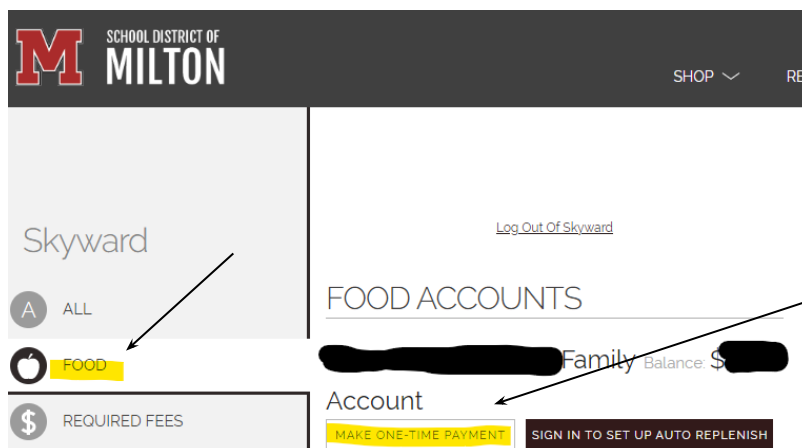 SCHOOL DISTRICT OF
MILTON
SHOP
Log Out Of Skyward
Skyward
A ALL
FOOD
$ REQUIRED FEES
FOOD ACCOUNTS
Family Balance: $
Account
MAKE ONE-TIME PAYMENT SIGN IN TO SET UP AUTO REPLENISH